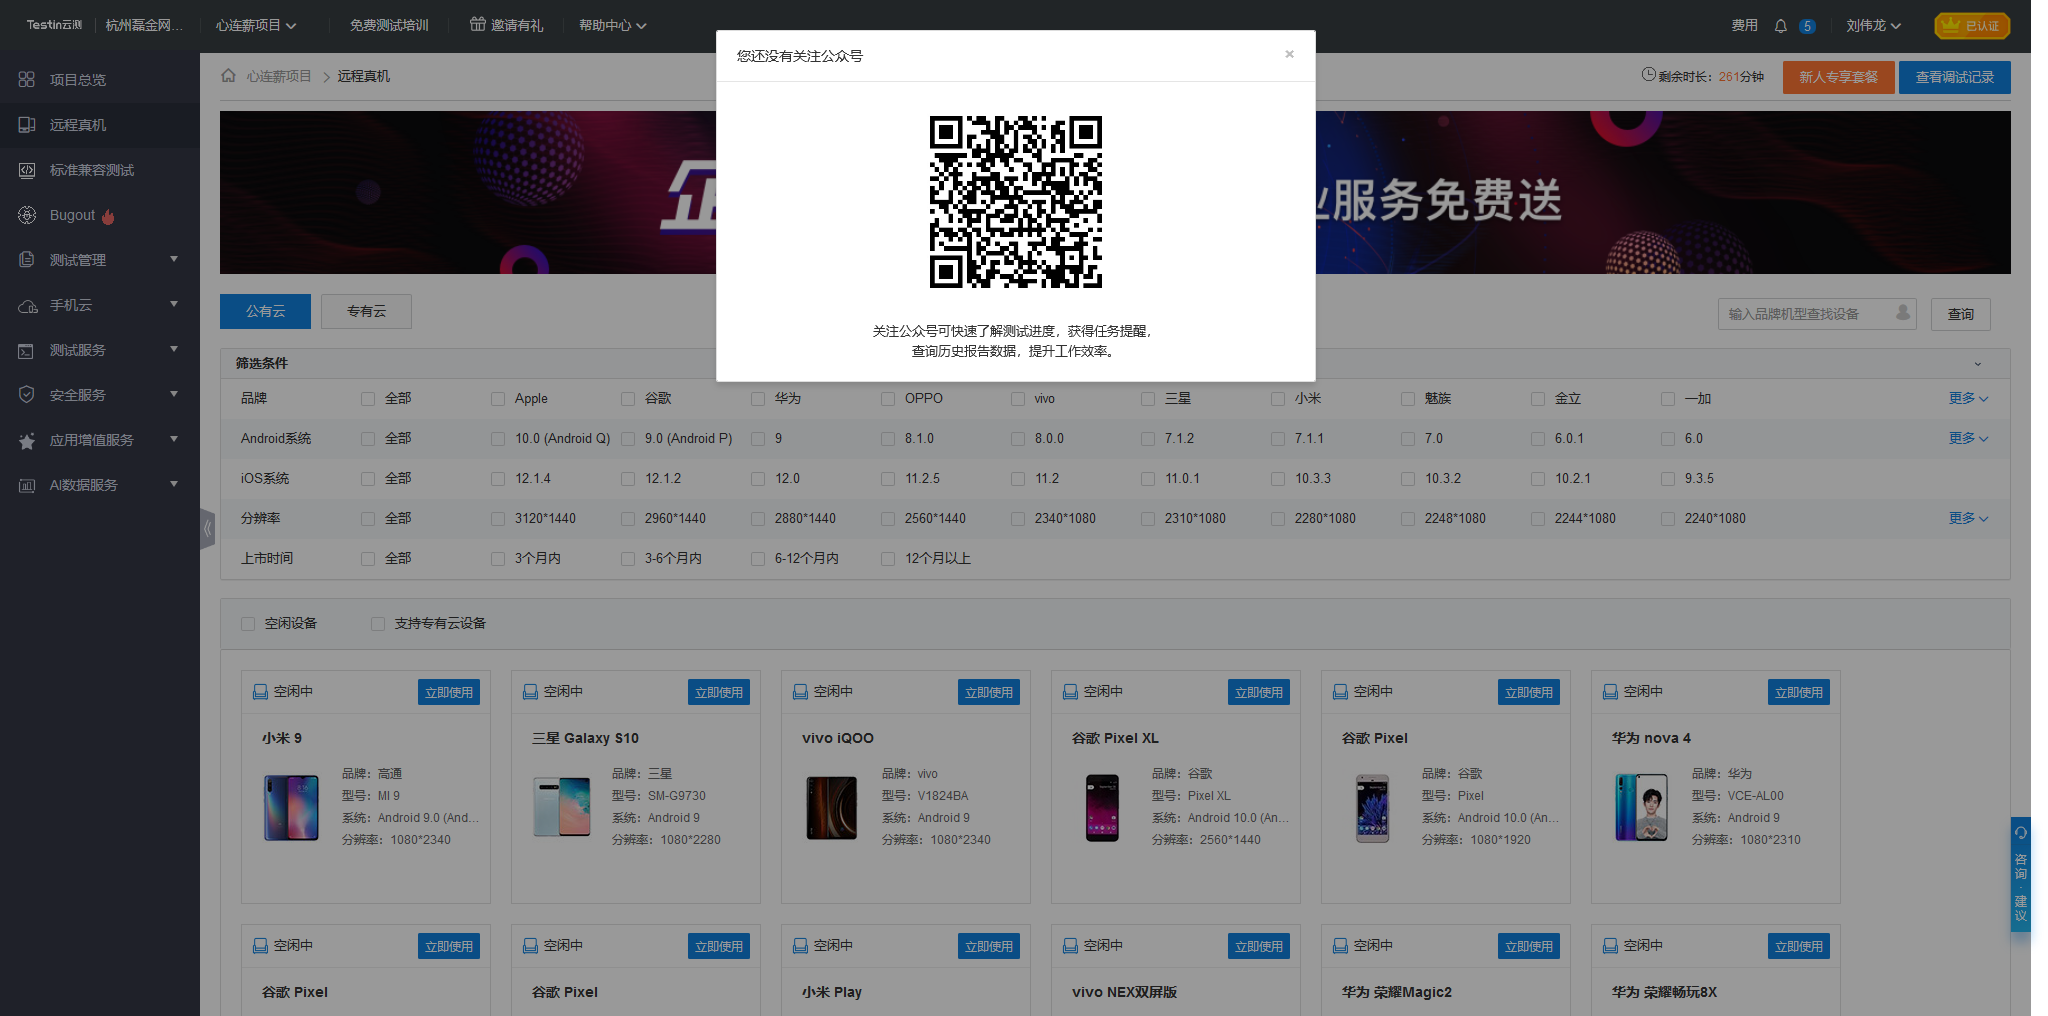 Testin云测 杭州磊金网... 心连薪项目 免费测试培训 邀请有礼 帮助中心 费用 5 刘伟龙 已认证
您还没有关注公众号 ×
关注公众号可快速了解测试进度，获得任务提醒，
查询历史报告数据，提升工作效率。
项目总览
远程真机
标准兼容测试
Bugout
测试管理
手机云
测试服务
安全服务
应用增值服务
AI数据服务
心连薪项目 > 远程真机 剩余时长：261分钟 新人专享套餐 查看调试记录
企
业服务免费送
公有云 专有云 输入品牌机型查找设备 查询
筛选条件
品牌 全部 Apple 谷歌 华为 OPPO vivo 三星 小米 魅族 金立 一加 更多
Android系统 全部 10.0 (Android Q) 9.0 (Android P) 9 8.1.0 8.0.0 7.1.2 7.1.1 7.0 6.0.1 6.0 更多
iOS系统 全部 12.1.4 12.1.2 12.0 11.2.5 11.2 11.0.1 10.3.3 10.3.2 10.2.1 9.3.5
分辨率 全部 3120*1440 2960*1440 2880*1440 2560*1440 2340*1080 2310*1080 2280*1080 2248*1080 2244*1080 2240*1080 更多
上市时间 全部 3个月内 3-6个月内 6-12个月内 12个月以上
空闲设备 支持专有云设备
空闲中 立即使用
小米 9
品牌：高通
型号：MI 9
系统：Android 9.0 (And...
分辨率：1080*2340
空闲中 立即使用
三星 Galaxy S10
品牌：三星
型号：SM-G9730
系统：Android 9
分辨率：1080*2280
空闲中 立即使用
vivo iQOO
品牌：vivo
型号：V1824BA
系统：Android 9
分辨率：1080*2340
空闲中 立即使用
谷歌 Pixel XL
品牌：谷歌
型号：Pixel XL
系统：Android 10.0 (An...
分辨率：2560*1440
空闲中 立即使用
谷歌 Pixel
品牌：谷歌
型号：Pixel
系统：Android 10.0 (An...
分辨率：1080*1920
空闲中 立即使用
华为 nova 4
品牌：华为
型号：VCE-AL00
系统：Android 9
分辨率：1080*2310
空闲中 立即使用
谷歌 Pixel
空闲中 立即使用
谷歌 Pixel
空闲中 立即使用
小米 Play
空闲中 立即使用
vivo NEX双屏版
空闲中 立即使用
华为 荣耀Magic2
空闲中 立即使用
华为 荣耀畅玩8X
咨询·建议